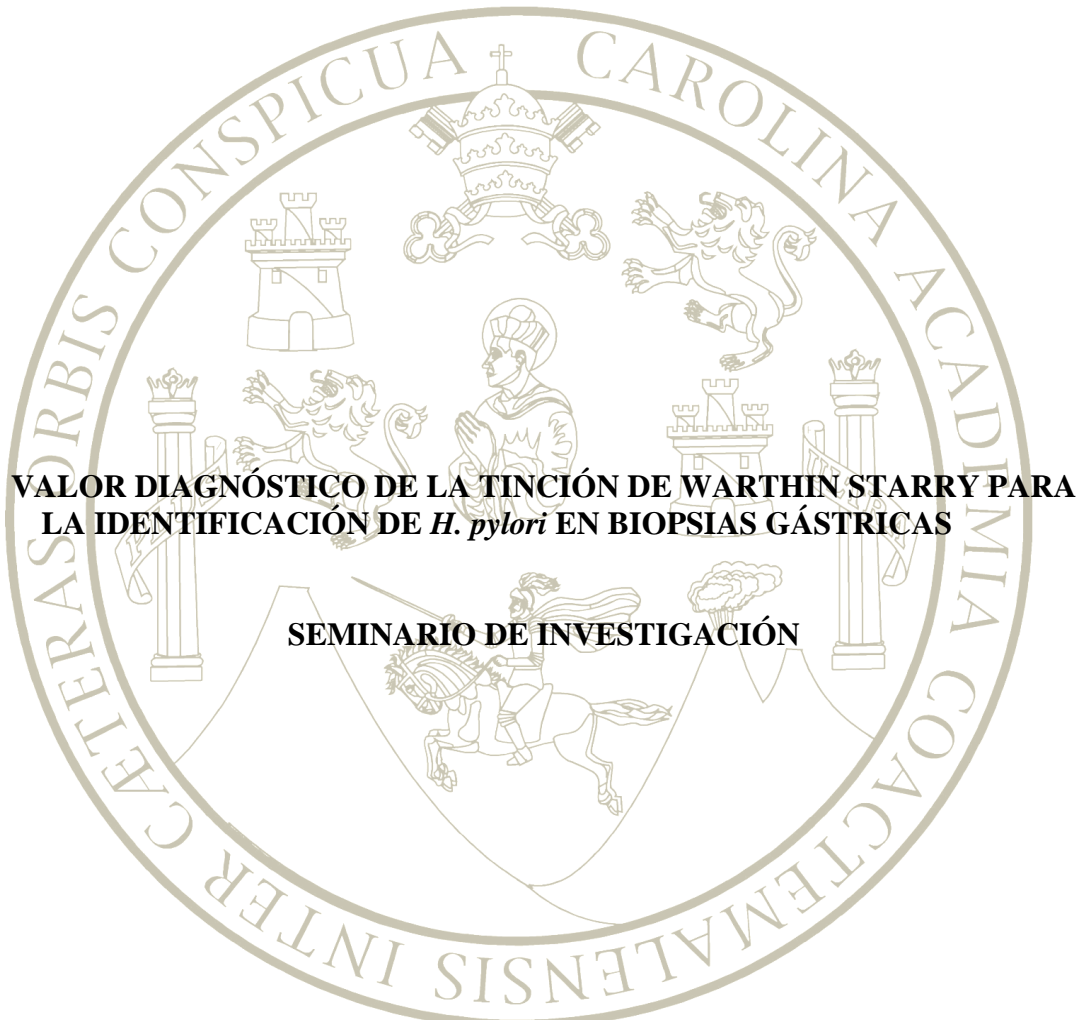 VALOR DIAGNÓSTICO DE LA TINCIÓN DE WARTHIN STARRY PARA
LA IDENTIFICACIÓN DE H. pylori EN BIOPSIAS GÁSTRICAS
SEMINARIO DE INVESTIGACIÓN
CAROLINA ACADEMIA COACTEMALENSIS INTER CÆTERAS ORBIS CONSPICUA